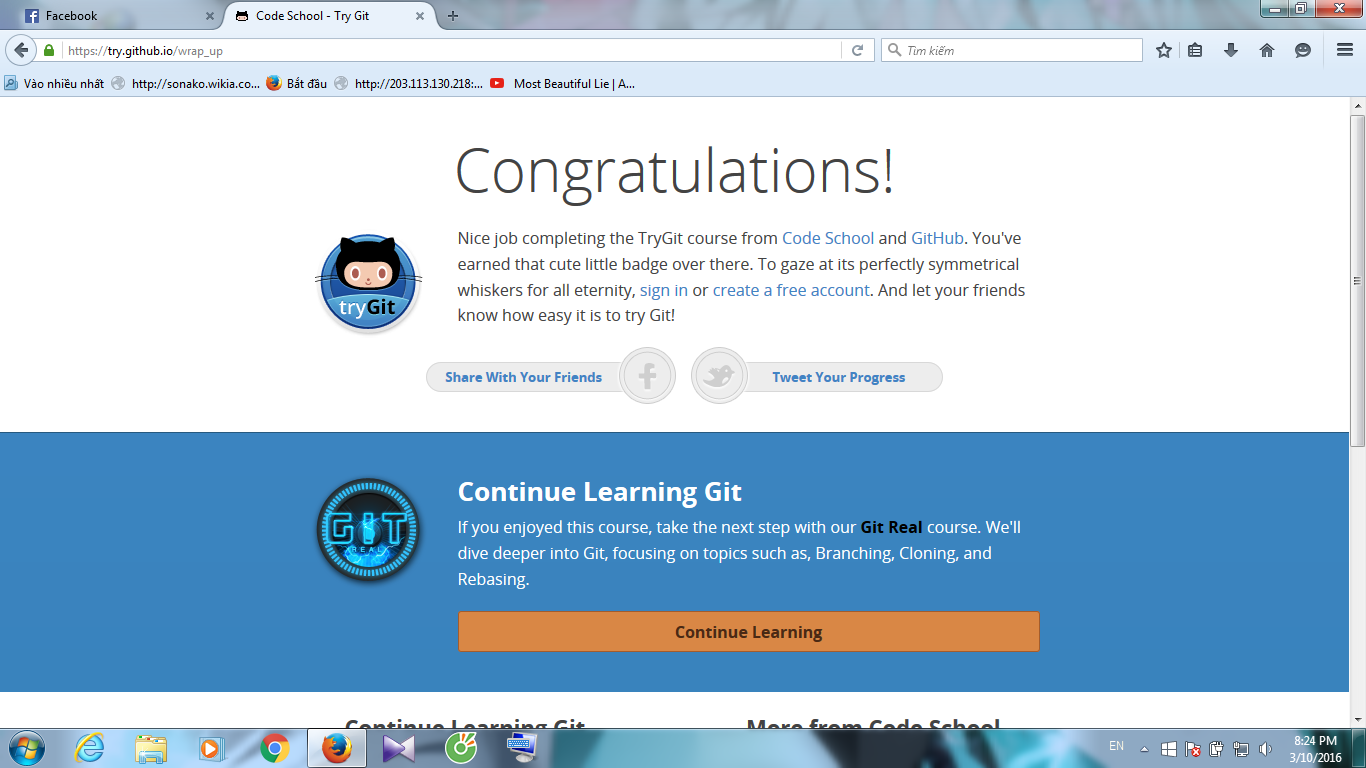 Facebook
Code School - Try Git
https://try.github.io/wrap_up
Tìm kiếm
Vào nhiều nhất
http://sonako.wikia.co...
Bắt đầu
http://203.113.130.218:...
Most Beautiful Lie | A...
Congratulations!
Nice job completing the TryGit course from Code School and GitHub. You've
earned that cute little badge over there. To gaze at its perfectly symmetrical
whiskers for all eternity, sign in or create a free account. And let your friends
know how easy it is to try Git!
tryGit
Share With Your Friends
Tweet Your Progress
Continue Learning Git
If you enjoyed this course, take the next step with our Git Real course. We'll
dive deeper into Git, focusing on topics such as, Branching, Cloning, and
Rebasing.
GIT
REAL
Continue Learning
Continue Learning Git
More from Code School
EN
8:24 PM
3/10/2016